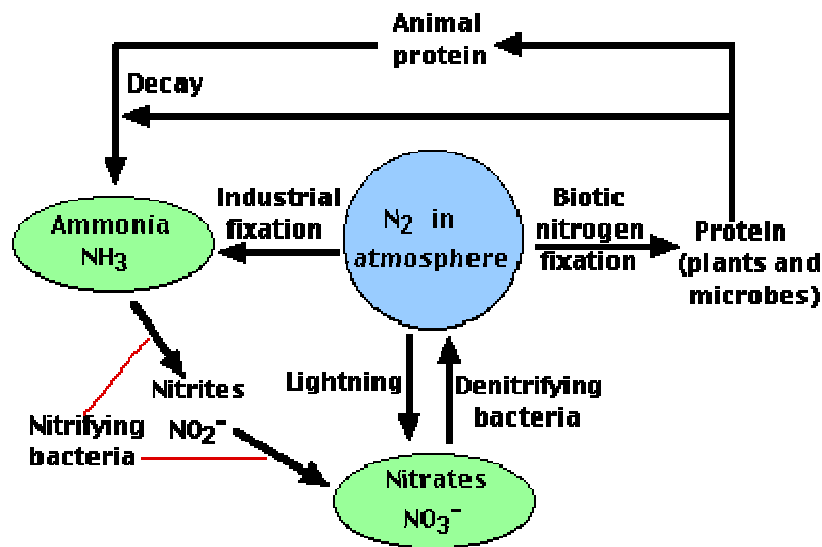 Animal
protein
Decay
Industrial
fixation
Ammonia
NH₃
N₂ in
atmosphere
Biotic
nitrogen
fixation
Protein
(plants and
microbes)
Lightning
Denitrifying
bacteria
Nitrites
NO₂⁻
Nitrifying
bacteria
Nitrates
NO₃⁻